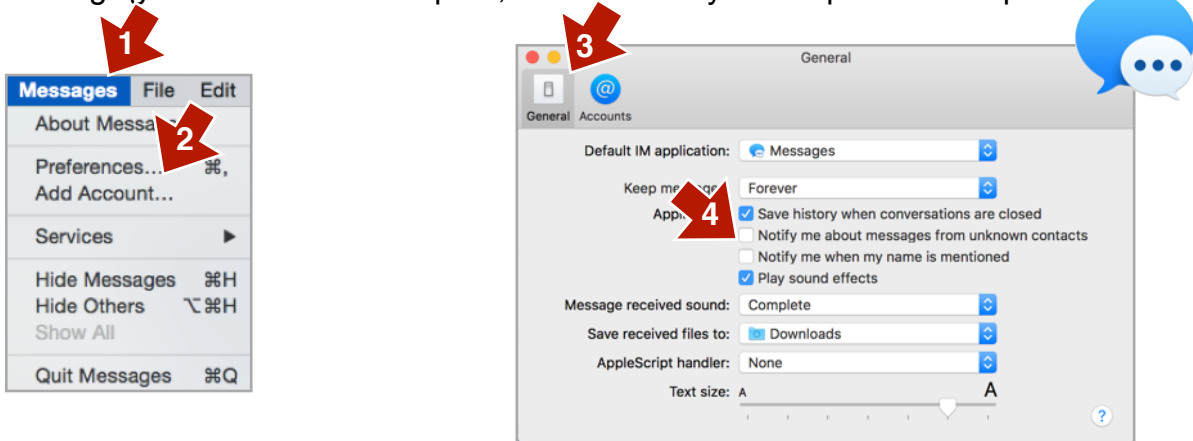 1
Messages File Edit
About Messa
2
Preferences... ⌘,
Add Account...
Services ▶
Hide Messages ⌘H
Hide Others ⌥⌘H
Show All
Quit Messages ⌘Q
3
General
@
General Accounts
Default IM application: Messages
Keep me age Forever
4
App Save history when conversations are closed
Notify me about messages from unknown contacts
Notify me when my name is mentioned
Play sound effects
Message received sound: Complete
Save received files to: Downloads
AppleScript handler: None
Text size: A A
?